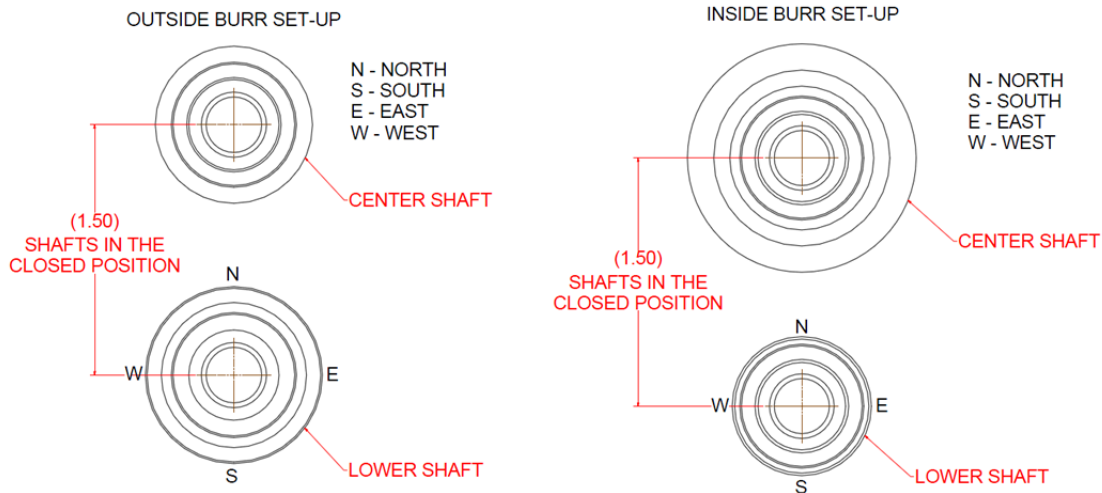 OUTSIDE BURR SET-UP
N - NORTH
S - SOUTH
E - EAST
W - WEST
CENTER SHAFT
(1.50)
SHAFTS IN THE
CLOSED POSITION
N
W
E
S
LOWER SHAFT
INSIDE BURR SET-UP
N - NORTH
S - SOUTH
E - EAST
W - WEST
CENTER SHAFT
(1.50)
SHAFTS IN THE
CLOSED POSITION
N
W
E
S
LOWER SHAFT